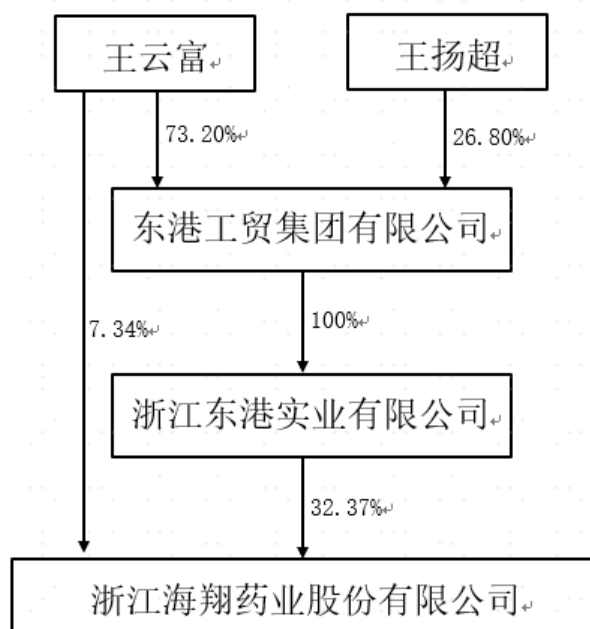 王云富
王扬超
73.20%
26.80%
东港工贸集团有限公司
7.34%
100%
浙江东港实业有限公司
32.37%
浙江海翔药业股份有限公司